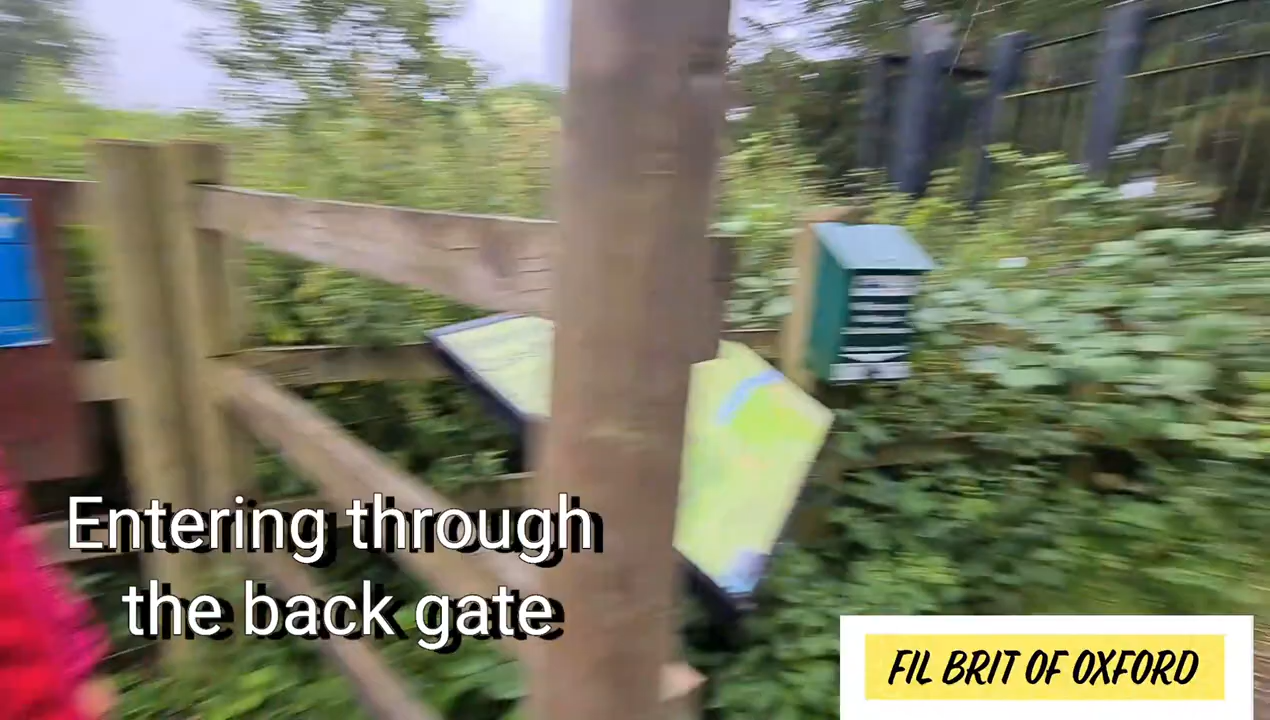 Entering through
the back gate
FIL BRIT OF OXFORD